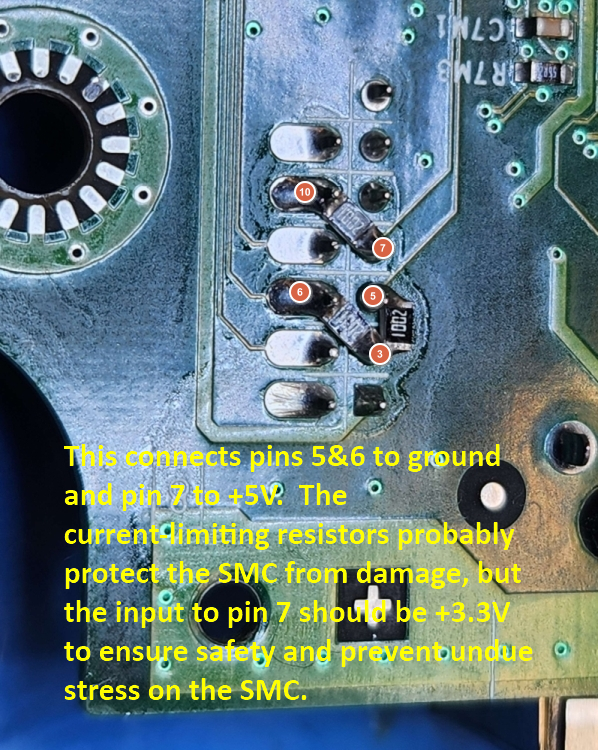 C7M1
10
1002
7
6
5
1002
3
This connects pins 5&6 to ground
and pin 7 to +5V. The
current-limiting resistors probably
protect the SMC from damage, but
the input to pin 7 should be +3.3V
to ensure safety and prevent undue
stress on the SMC.